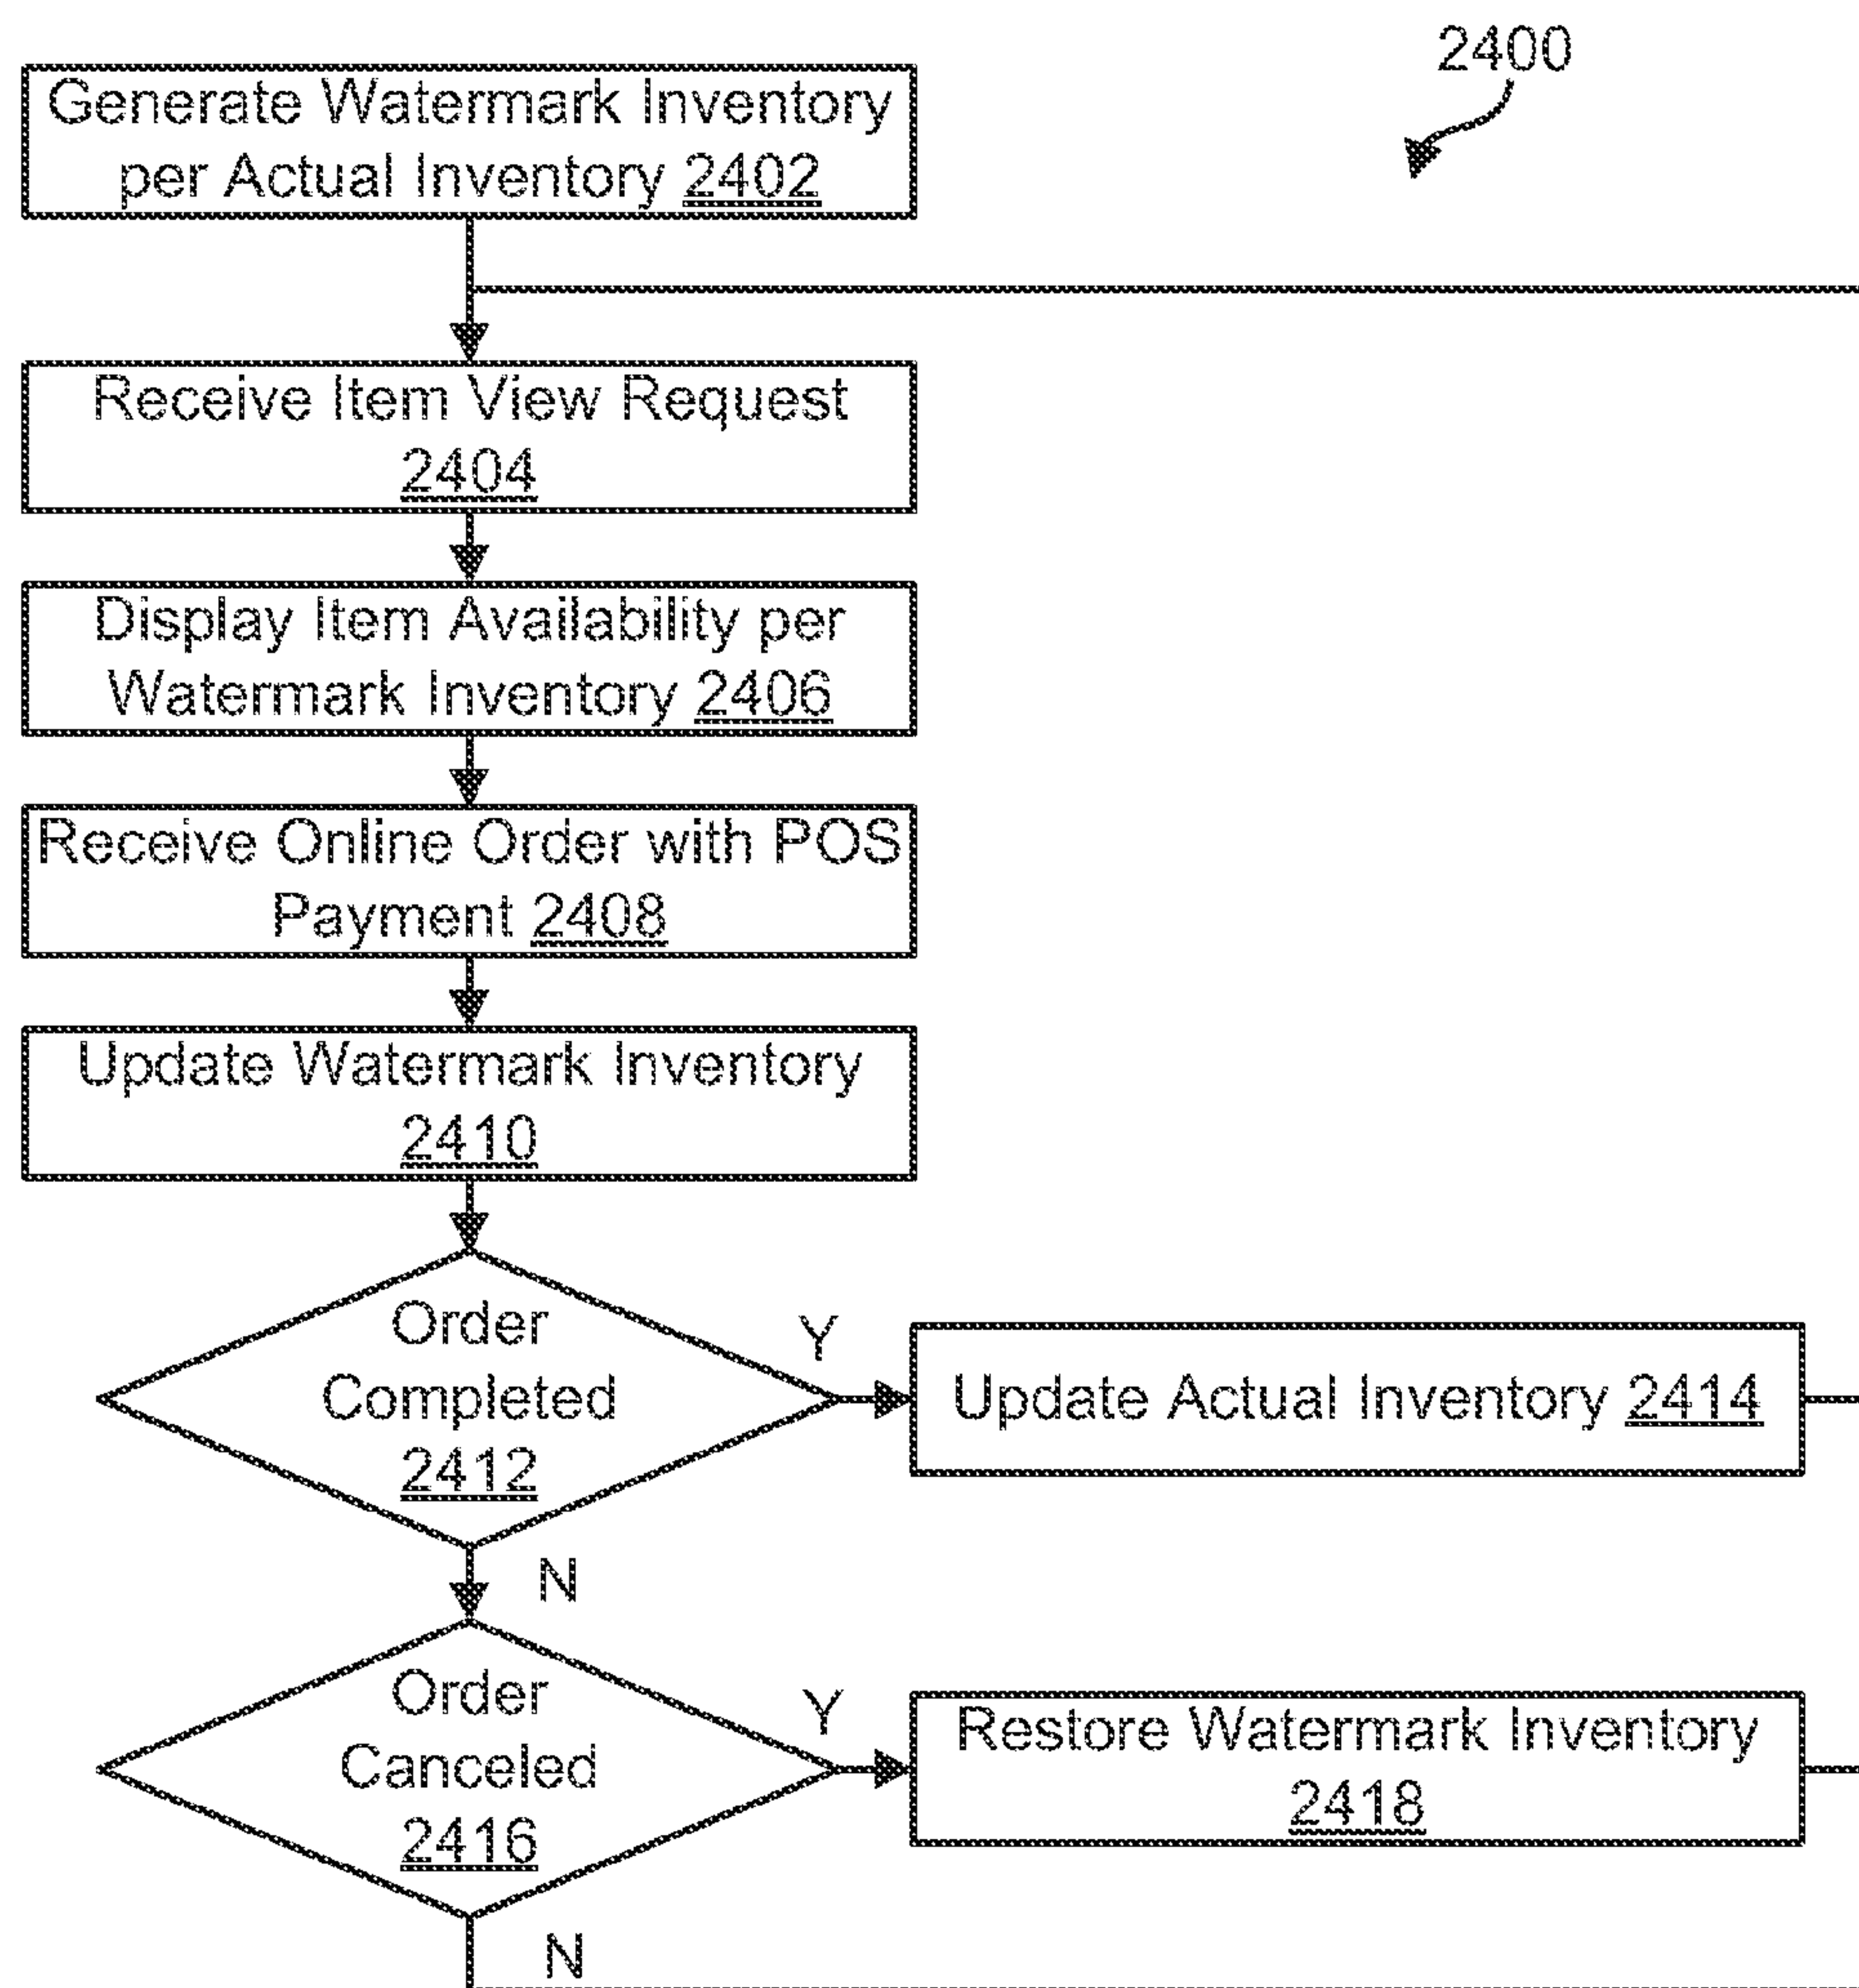 2400
Generate Watermark Inventory
per Actual Inventory 2402
Receive Item View Request
2404
Display Item Availability per
Watermark Inventory 2406
Receive Online Order with POS
Payment 2408
Update Watermark Inventory
2410
Order
Completed
2412
Y
Update Actual Inventory 2414
N
Order
Canceled
2416
Y
Restore Watermark Inventory
2418
N